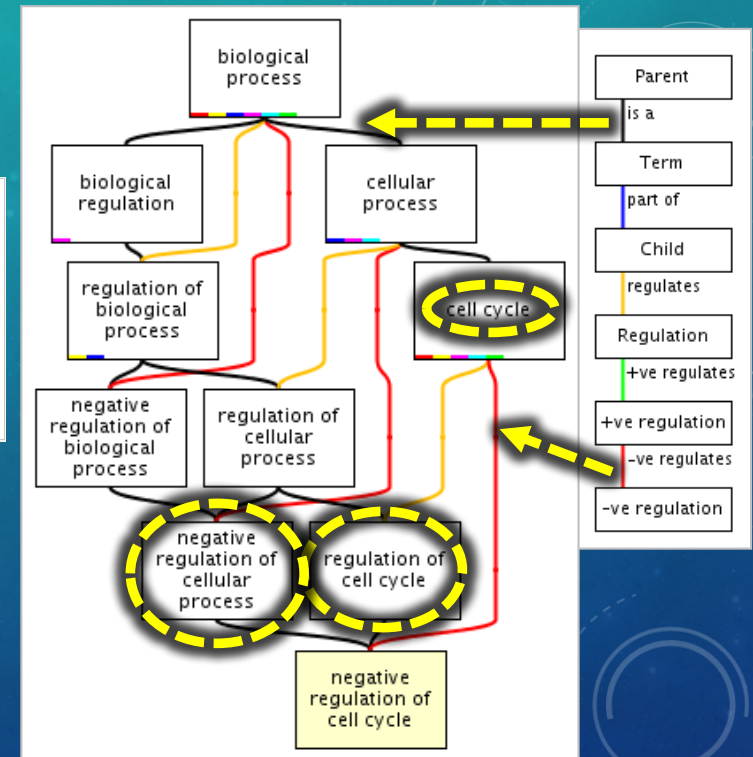 biological
process
biological
regulation
cellular
process
regulation of
biological
process
cell cycle
negative
regulation of
biological
process
regulation of
cellular
process
negative
regulation of
cellular
process
regulation of
cell cycle
negative
regulation of
cell cycle
Parent
is a
Term
part of
Child
regulates
Regulation
+ve regulates
+ve regulation
-ve regulates
-ve regulation